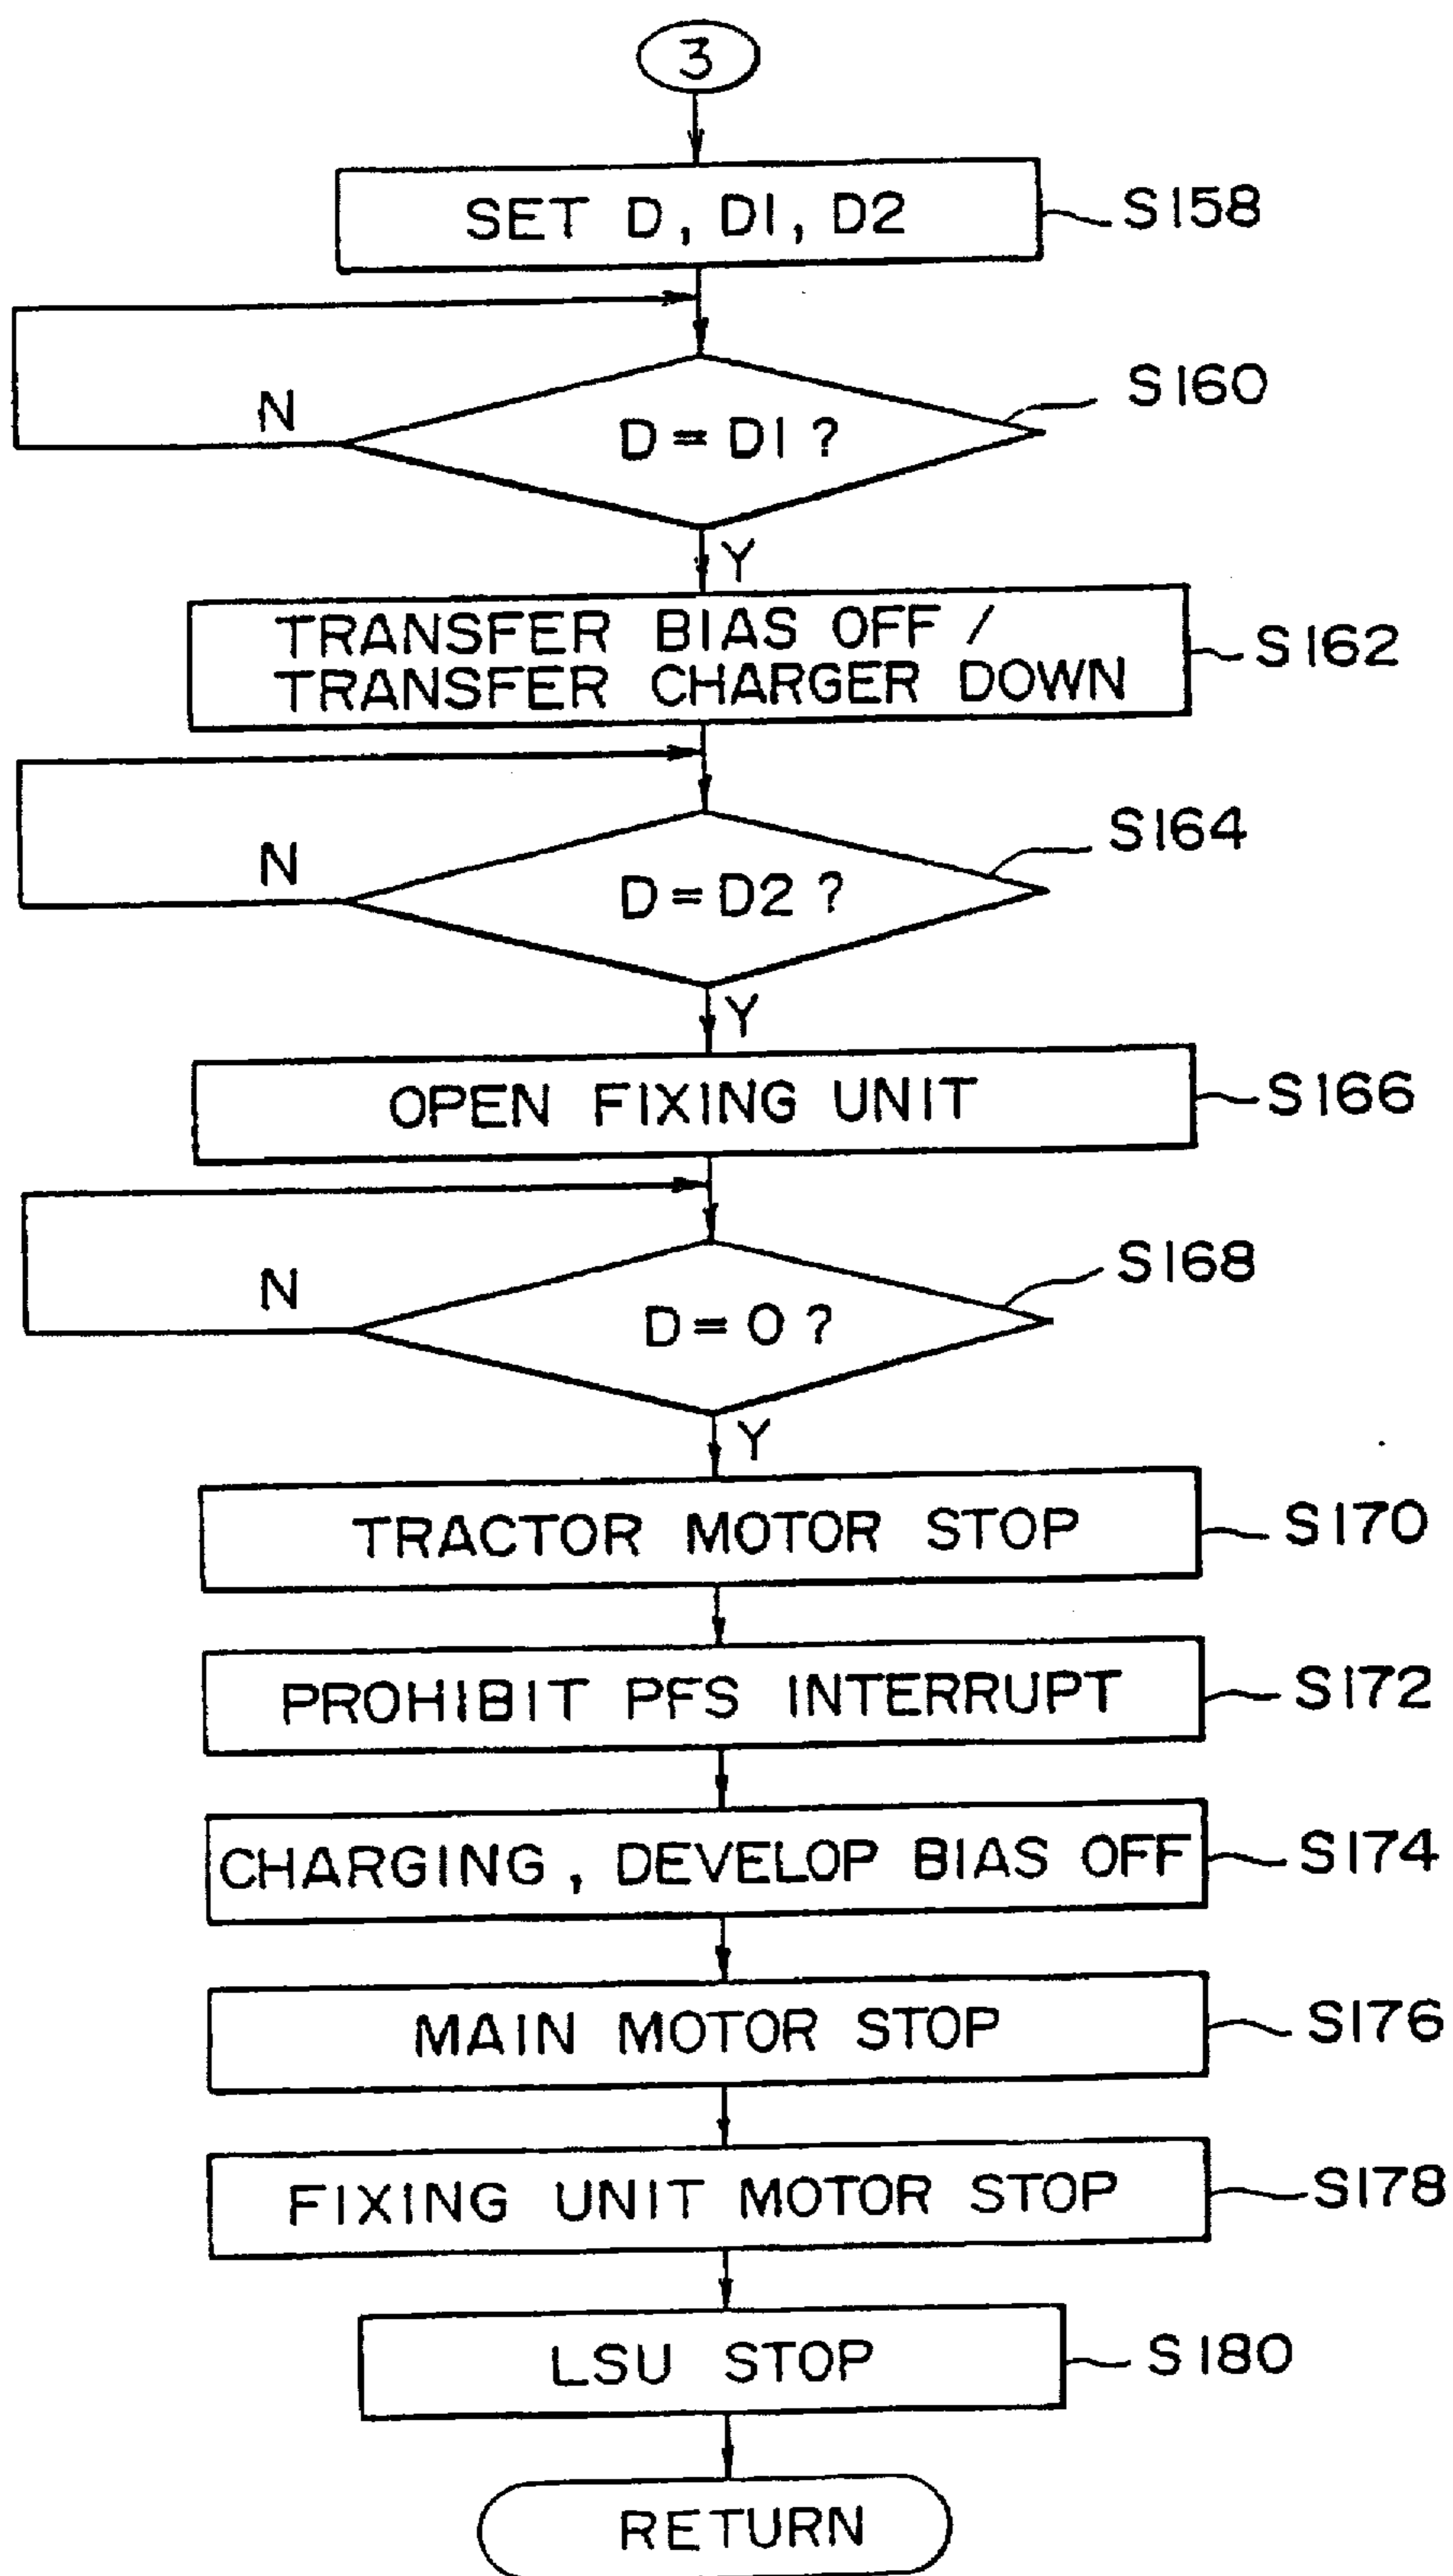 3
SET D, D1, D2
S158
S160
N
D = D1 ?
Y
TRANSFER BIAS OFF /
TRANSFER CHARGER DOWN
S162
S164
N
D = D2 ?
Y
OPEN FIXING UNIT
S166
S168
N
D = 0 ?
Y
TRACTOR MOTOR STOP
S170
PROHIBIT PFS INTERRUPT
S172
CHARGING, DEVELOP BIAS OFF
S174
MAIN MOTOR STOP
S176
FIXING UNIT MOTOR STOP
S178
LSU STOP
S180
RETURN